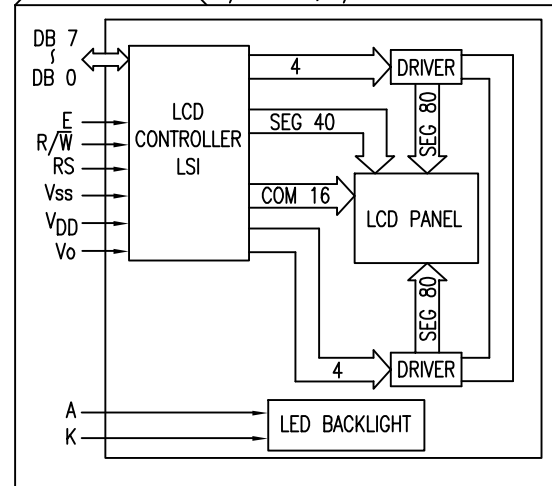 DB 7
∫
DB 0
E
R/W̅
RS
Vss
VDD
Vo
A
K
LCD
CONTROLLER
LSI
4
DRIVER
SEG 80
SEG 40
COM 16
LCD PANEL
SEG 80
4
DRIVER
LED BACKLIGHT